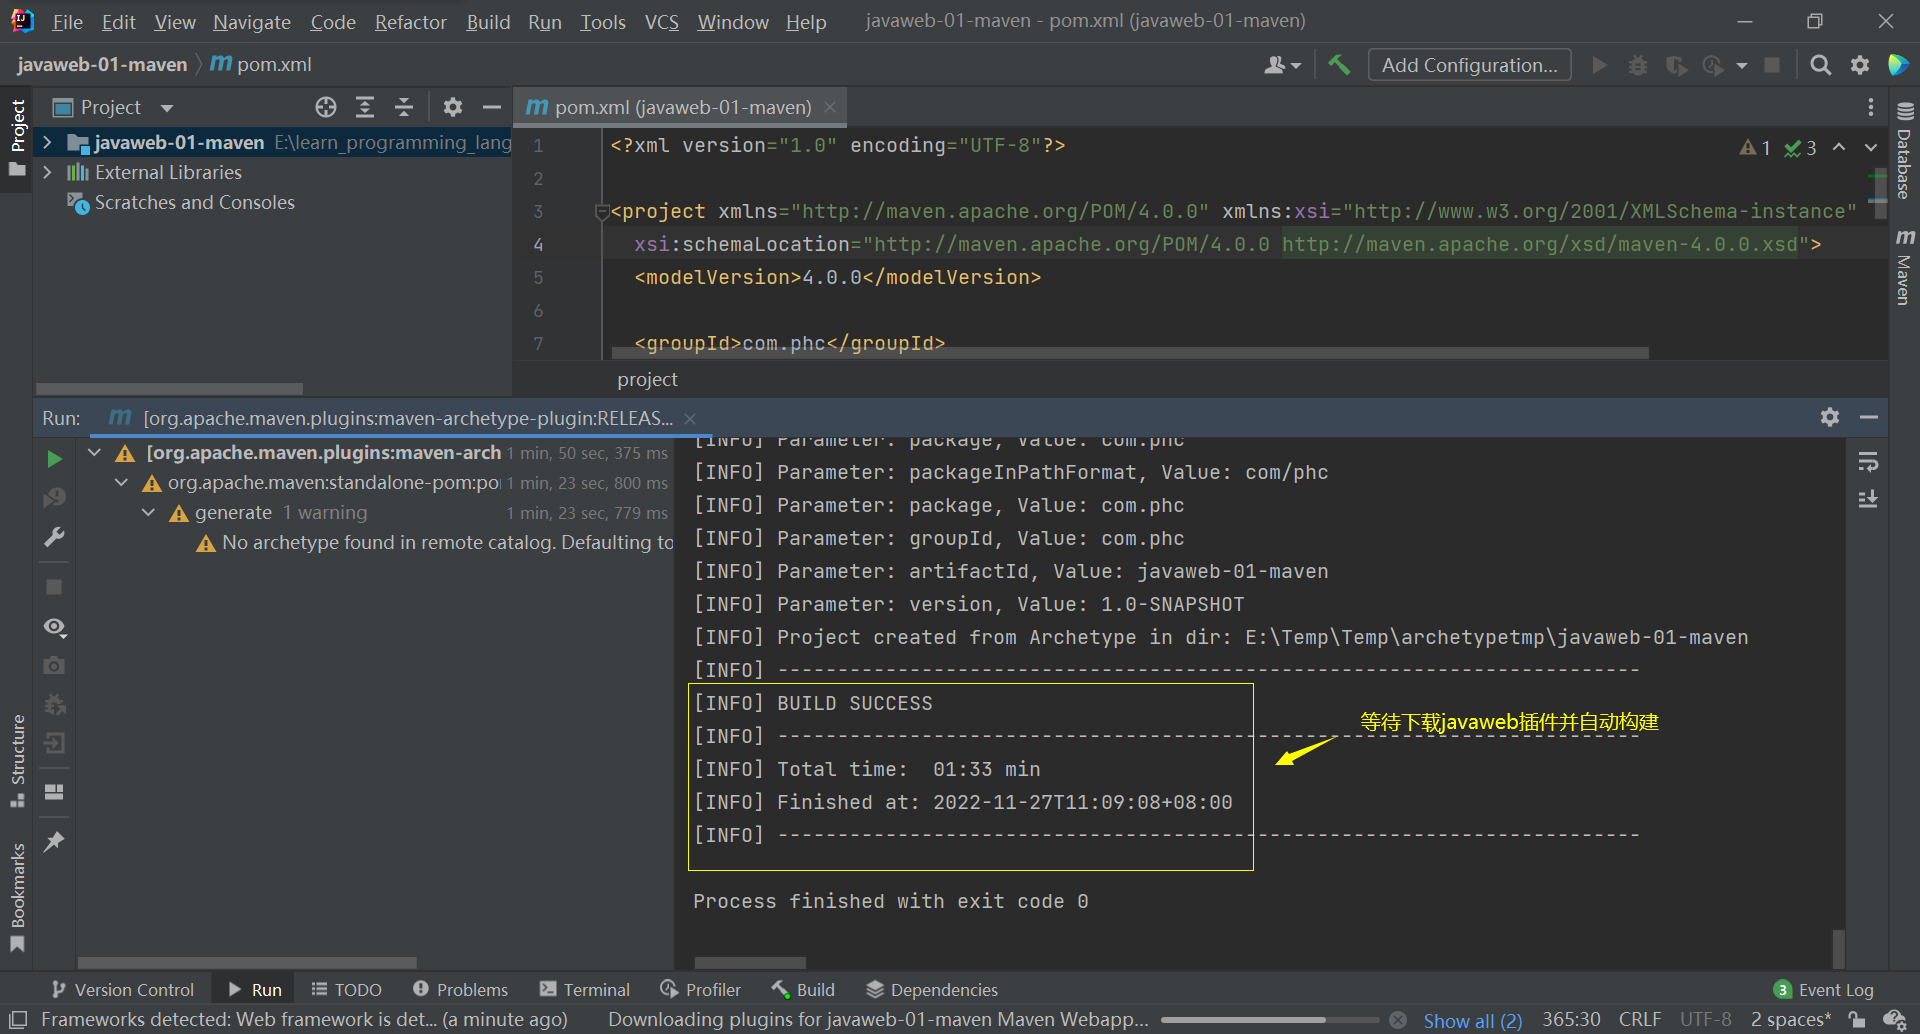 File Edit View Navigate Code Refactor Build Run Tools VCS Window Help javaweb-01-maven - pom.xml (javaweb-01-maven)
javaweb-01-maven m pom.xml Add Configuration...
Project
Project
m pom.xml (javaweb-01-maven)
javaweb-01-maven E:\learn_programming_lang
External Libraries
Scratches and Consoles
1 <?xml version="1.0" encoding="UTF-8"?>
1 3
2
3 <project xmlns="http://maven.apache.org/POM/4.0.0" xmlns:xsi="http://www.w3.org/2001/XMLSchema-instance"
4 xsi:schemaLocation="http://maven.apache.org/POM/4.0.0 http://maven.apache.org/xsd/maven-4.0.0.xsd">
5 <modelVersion>4.0.0</modelVersion>
6
7 <groupId>com.phc</groupId>
project
Database
m Maven
Run: m [org.apache.maven.plugins:maven-archetype-plugin:RELEAS...
[org.apache.maven.plugins:maven-arch 1 min, 50 sec, 375 ms
org.apache.maven:standalone-pom:po 1 min, 23 sec, 800 ms
generate 1 warning 1 min, 23 sec, 779 ms
No archetype found in remote catalog. Defaulting to
[INFO] Parameter: package, Value: com.phc
[INFO] Parameter: packageInPathFormat, Value: com/phc
[INFO] Parameter: package, Value: com.phc
[INFO] Parameter: groupId, Value: com.phc
[INFO] Parameter: artifactId, Value: javaweb-01-maven
[INFO] Parameter: version, Value: 1.0-SNAPSHOT
[INFO] Project created from Archetype in dir: E:\Temp\Temp\archetypetmp\javaweb-01-maven
[INFO] ------------------------------------------------------------------------
[INFO] BUILD SUCCESS
等待下载javaweb插件并自动构建
[INFO] ------------------------------------------------------------------------
[INFO] Total time:  01:33 min
[INFO] Finished at: 2022-11-27T11:09:08+08:00
[INFO] ------------------------------------------------------------------------
Process finished with exit code 0
Structure
Bookmarks
Version Control Run TODO Problems Terminal Profiler Build Dependencies 3 Event Log
Frameworks detected: Web framework is det... (a minute ago) Downloading plugins for javaweb-01-maven Maven Webapp... Show all (2) 365:30 CRLF UTF-8 2 spaces*